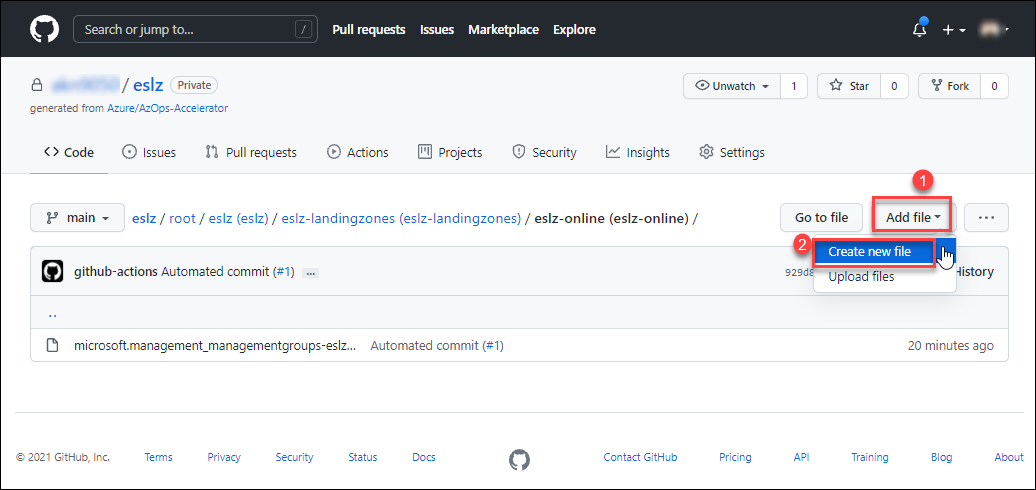 Search or jump to... /
Pull requests Issues Marketplace Explore
/ eslz Private
Unwatch 1 Star 0 Fork 0
generated from Azure/AzOps-Accelerator
Code Issues Pull requests Actions Projects Security Insights Settings
1
main eslz / root / eslz (eslz) / eslz-landingzones (eslz-landingzones) / eslz-online (eslz-online) / Go to file Add file ...
2 Create new file
github-actions Automated commit (#1) ... History
Upload files
..
microsoft.management_managementgroups-eslz... Automated commit (#1) 20 minutes ago
© 2021 GitHub, Inc. Terms Privacy Security Status Docs Contact GitHub Pricing API Training Blog About